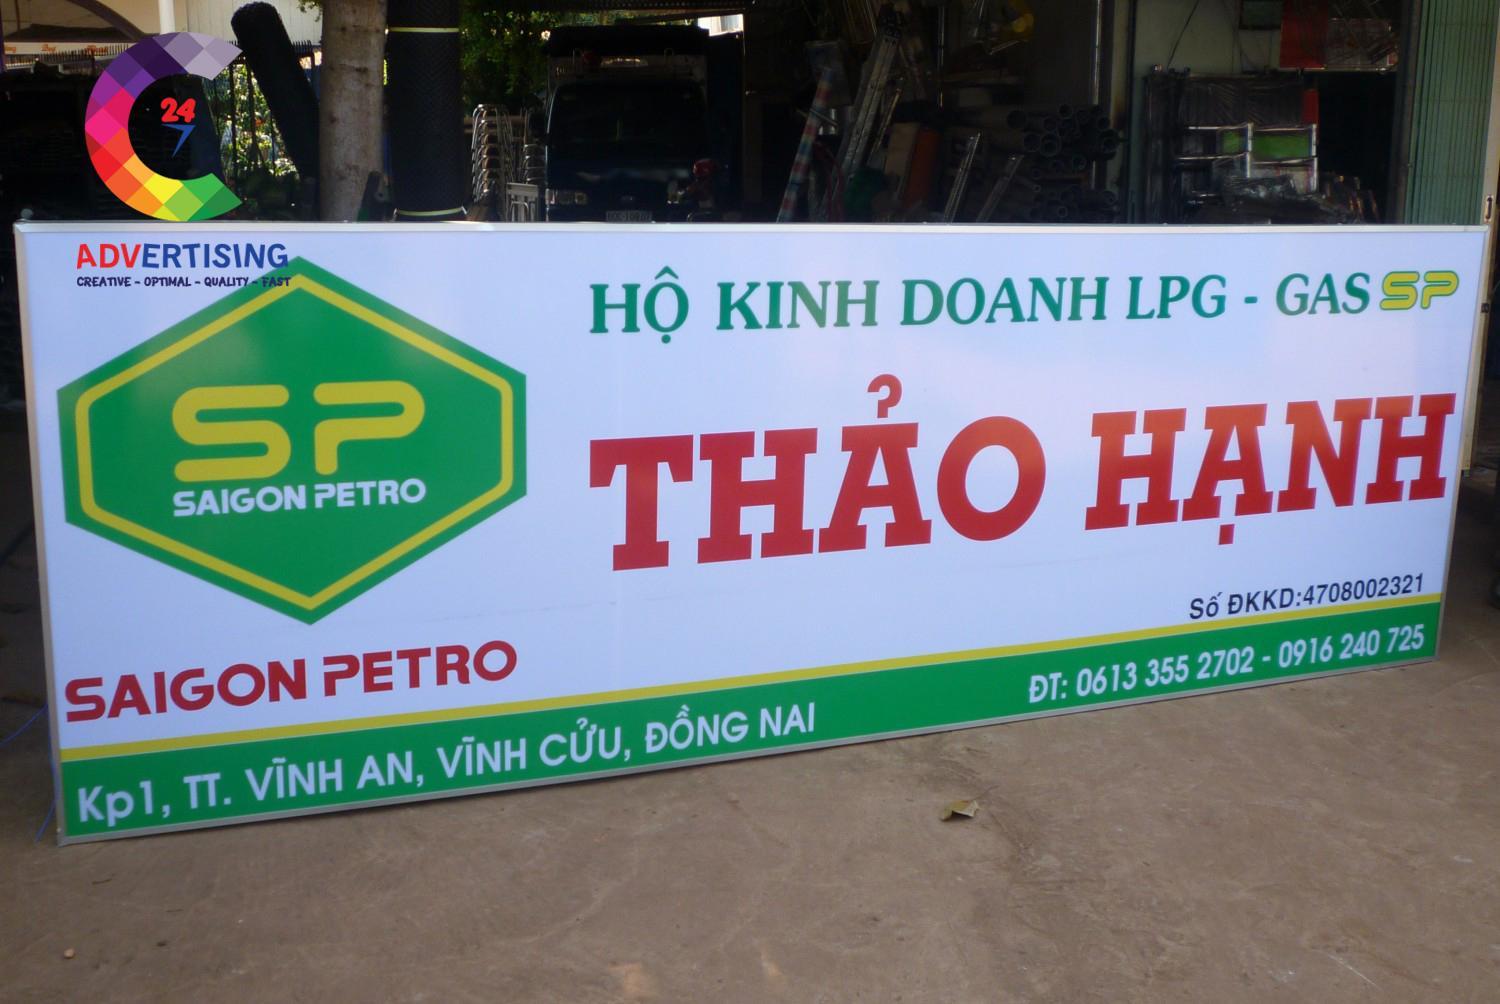 24
ADVERTISING
CREATIVE - OPTIMAL - QUALITY - FAST
SP
SAIGON PETRO
SAIGON PETRO
HỘ KINH DOANH LPG - GAS SP
THẢO HẠNH
Số ĐKKD:4708002321
ĐT: 0613 355 2702 - 0916 240 725
Kp1, TT. VĨNH AN, VĨNH CỬU, ĐỒNG NAI